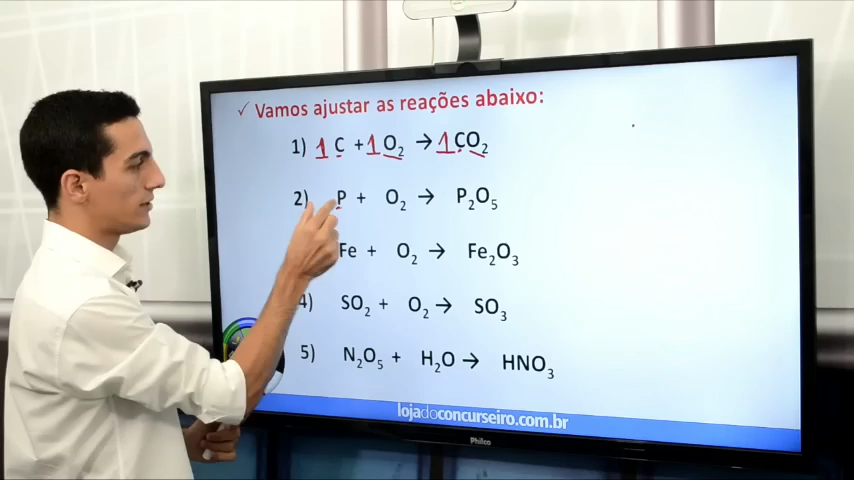 ✓ Vamos ajustar as reações abaixo:
1) 1 C + 1 O₂ → 1 CO₂
2) P + O₂ → P₂O₅
Fe + O₂ → Fe₂O₃
4) SO₂ + O₂ → SO₃
5) N₂O₅ + H₂O → HNO₃
lojadoconcurseiro.com.br
Philco